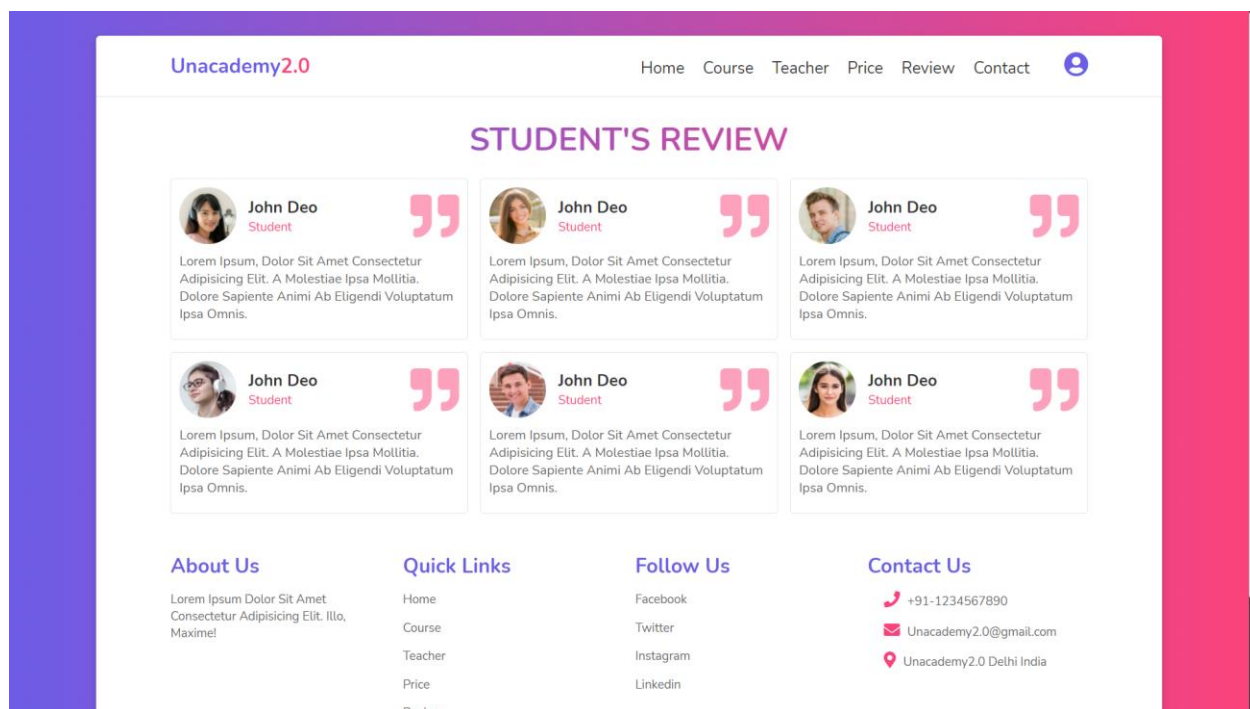 Unacademy2.0
Home Course Teacher Price Review Contact
STUDENT'S REVIEW
John Deo
Student
Lorem Ipsum, Dolor Sit Amet Consectetur
Adipisicing Elit. A Molestiae Ipsa Mollitia.
Dolore Sapiente Animi Ab Eligendi Voluptatum
Ipsa Omnis.
John Deo
Student
Lorem Ipsum, Dolor Sit Amet Consectetur
Adipisicing Elit. A Molestiae Ipsa Mollitia.
Dolore Sapiente Animi Ab Eligendi Voluptatum
Ipsa Omnis.
John Deo
Student
Lorem Ipsum, Dolor Sit Amet Consectetur
Adipisicing Elit. A Molestiae Ipsa Mollitia.
Dolore Sapiente Animi Ab Eligendi Voluptatum
Ipsa Omnis.
John Deo
Student
Lorem Ipsum, Dolor Sit Amet Consectetur
Adipisicing Elit. A Molestiae Ipsa Mollitia.
Dolore Sapiente Animi Ab Eligendi Voluptatum
Ipsa Omnis.
John Deo
Student
Lorem Ipsum, Dolor Sit Amet Consectetur
Adipisicing Elit. A Molestiae Ipsa Mollitia.
Dolore Sapiente Animi Ab Eligendi Voluptatum
Ipsa Omnis.
John Deo
Student
Lorem Ipsum, Dolor Sit Amet Consectetur
Adipisicing Elit. A Molestiae Ipsa Mollitia.
Dolore Sapiente Animi Ab Eligendi Voluptatum
Ipsa Omnis.
About Us
Lorem Ipsum Dolor Sit Amet
Consectetur Adipisicing Elit. Illo,
Maxime!
Quick Links
Home
Course
Teacher
Price
Follow Us
Facebook
Twitter
Instagram
Linkedin
Contact Us
+91-1234567890
Unacademy2.0@gmail.com
Unacademy2.0 Delhi India